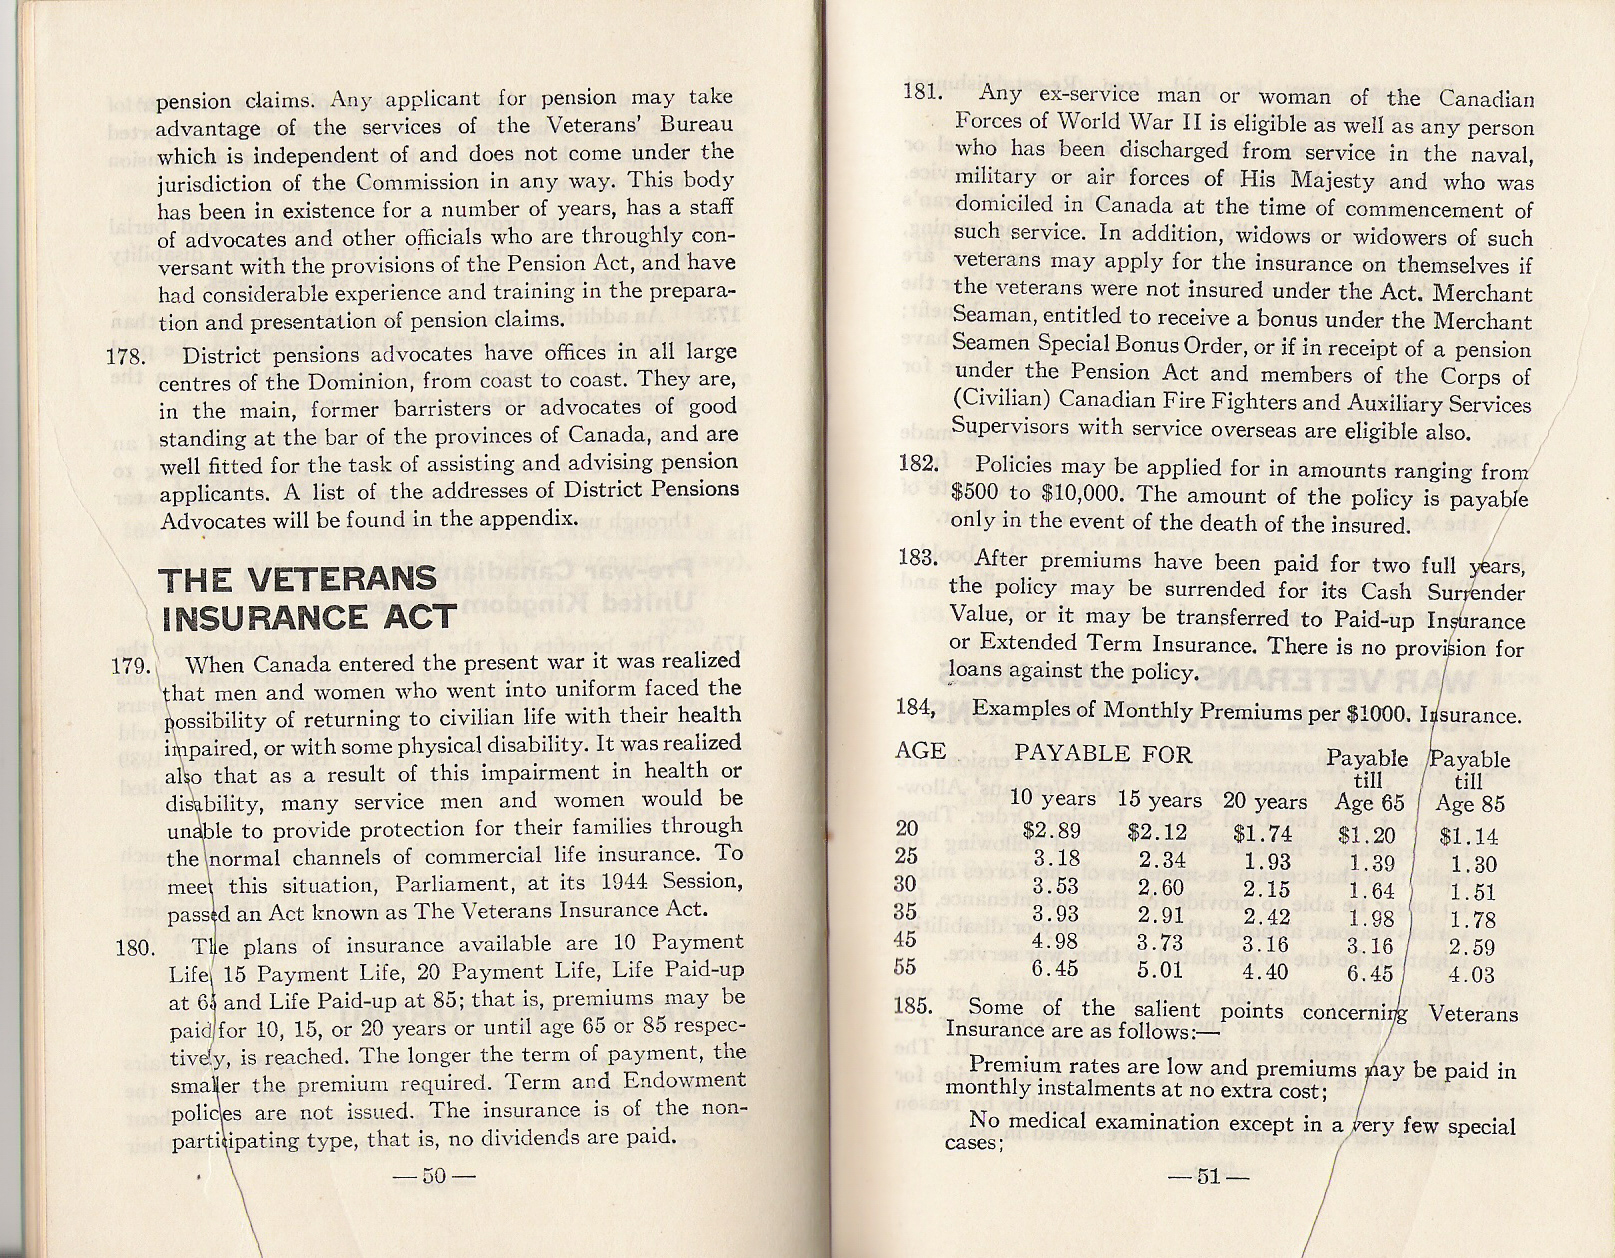 pension claims. Any applicant for pension may take
advantage of the services of the Veterans' Bureau
which is independent of and does not come under the
jurisdiction of the Commission in any way. This body
has been in existence for a number of years, has a staff
of advocates and other officials who are throughly con-
versant with the provisions of the Pension Act, and have
had considerable experience and training in the prepara-
tion and presentation of pension claims.
178. District pensions advocates have offices in all large
centres of the Dominion, from coast to coast. They are,
in the main, former barristers or advocates of good
standing at the bar of the provinces of Canada, and are
well fitted for the task of assisting and advising pension
applicants. A list of the addresses of District Pensions
Advocates will be found in the appendix.
THE VETERANS
INSURANCE ACT
179. When Canada entered the present war it was realized
that men and women who went into uniform faced the
possibility of returning to civilian life with their health
impaired, or with some physical disability. It was realized
also that as a result of this impairment in health or
disability, many service men and women would be
unable to provide protection for their families through
the normal channels of commercial life insurance. To
meet this situation, Parliament, at its 1944 Session,
passed an Act known as The Veterans Insurance Act.
180. The plans of insurance available are 10 Payment
Life, 15 Payment Life, 20 Payment Life, Life Paid-up
at 65 and Life Paid-up at 85; that is, premiums may be
paid for 10, 15, or 20 years or until age 65 or 85 respec-
tively, is reached. The longer the term of payment, the
smaller the premium required. Term and Endowment
policies are not issued. The insurance is of the non-
participating type, that is, no dividends are paid.
— 50 —
181. Any ex-service man or woman of the Canadian
Forces of World War II is eligible as well as any person
who has been discharged from service in the naval,
military or air forces of His Majesty and who was
domiciled in Canada at the time of commencement of
such service. In addition, widows or widowers of such
veterans may apply for the insurance on themselves if
the veterans were not insured under the Act. Merchant
Seaman, entitled to receive a bonus under the Merchant
Seamen Special Bonus Order, or if in receipt of a pension
under the Pension Act and members of the Corps of
(Civilian) Canadian Fire Fighters and Auxiliary Services
Supervisors with service overseas are eligible also.
182. Policies may be applied for in amounts ranging from
$500 to $10,000. The amount of the policy is payable
only in the event of the death of the insured.
183. After premiums have been paid for two full years,
the policy may be surrended for its Cash Surrender
Value, or it may be transferred to Paid-up Insurance
or Extended Term Insurance. There is no provision for
loans against the policy.
184, Examples of Monthly Premiums per $1000. Insurance.
AGE PAYABLE FOR Payable Payable
till till
10 years 15 years 20 years Age 65 Age 85
20 $2.89 $2.12 $1.74 $1.20 $1.14
25 3.18 2.34 1.93 1.39 1.30
30 3.53 2.60 2.15 1.64 1.51
35 3.93 2.91 2.42 1.98 1.78
45 4.98 3.73 3.16 3.16 2.59
55 6.45 5.01 4.40 6.45 4.03
185. Some of the salient points concerning Veterans
Insurance are as follows:—
Premium rates are low and premiums may be paid in
monthly instalments at no extra cost;
No medical examination except in a very few special
cases;
— 51 —